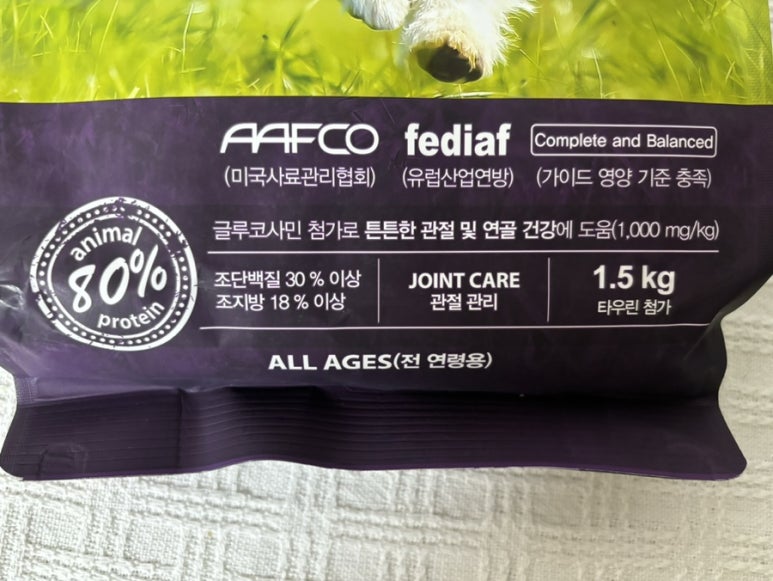 AAFCO fediaf Complete and Balanced
(미국사료관리협회) (유럽산업연방) (가이드 영양 기준 충족)
글루코사민 첨가로 튼튼한 관절 및 연골 건강에 도움(1,000 mg/kg)
animal
80%
protein
조단백질 30 % 이상
조지방 18 % 이상
JOINT CARE
관절 관리
1.5 kg
타우린 첨가
ALL AGES(전 연령용)